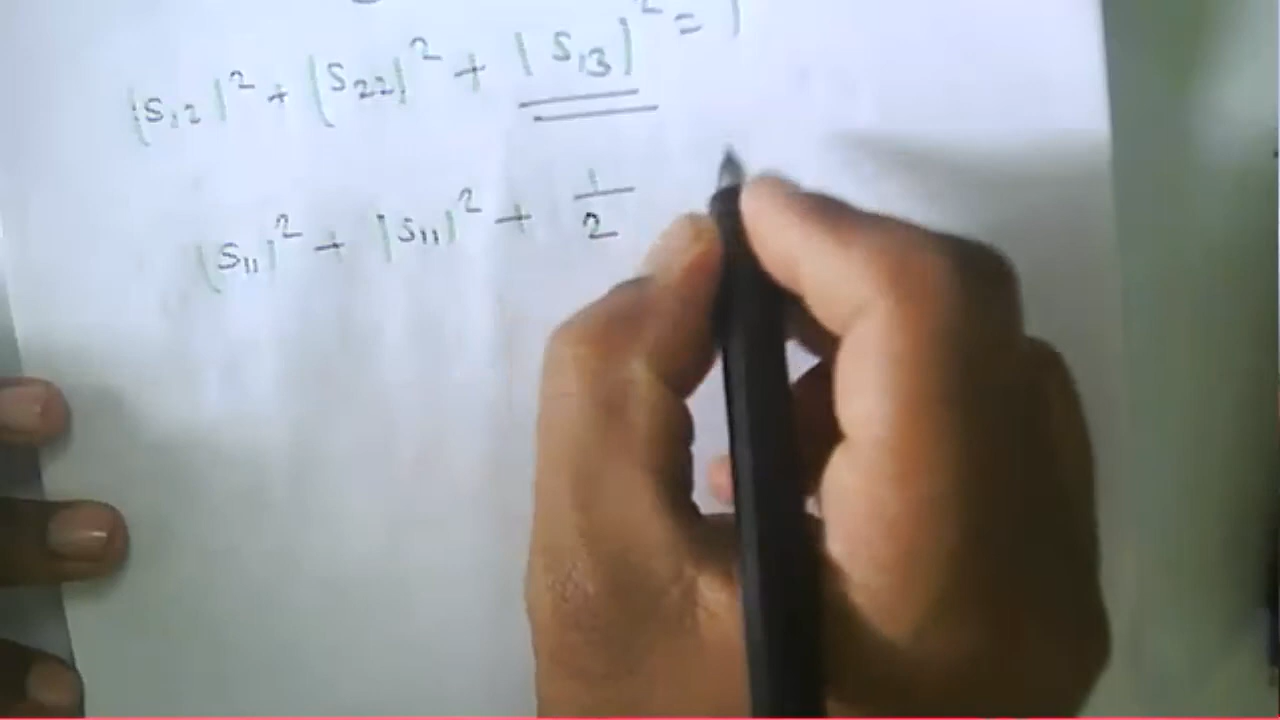 |S₁₂|² + |S₂₂|² + |S₁₃|² = 1
|S₁₁|² + |S₁₁|² + 1/2